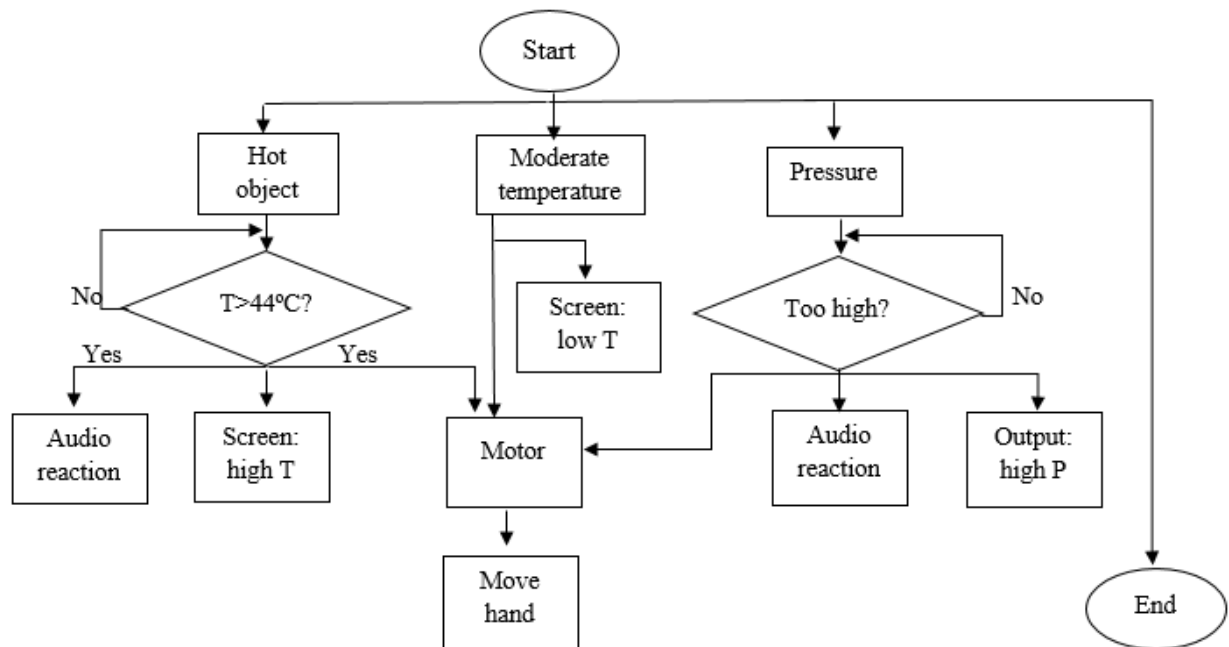 Start
Hot
object
Moderate
temperature
Pressure
No
T>44ºC?
Screen:
low T
Too high?
No
Yes
Yes
Audio
reaction
Screen:
high T
Motor
Audio
reaction
Output:
high P
Move
hand
End